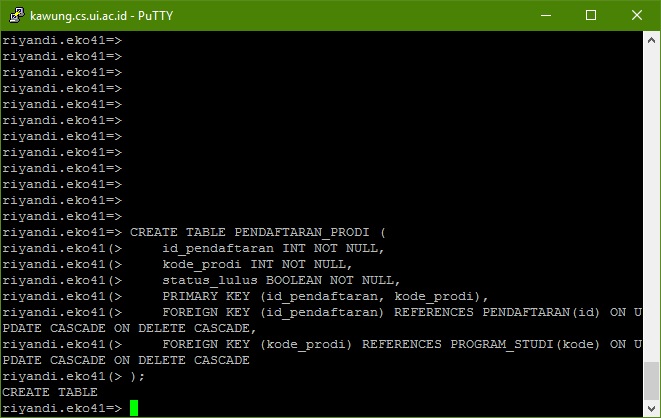 kawung.cs.ui.ac.id - PuTTY
riyandi.eko41=>
riyandi.eko41=>
riyandi.eko41=>
riyandi.eko41=>
riyandi.eko41=>
riyandi.eko41=>
riyandi.eko41=>
riyandi.eko41=>
riyandi.eko41=>
riyandi.eko41=>
riyandi.eko41=>
riyandi.eko41=>
riyandi.eko41=> CREATE TABLE PENDAFTARAN_PRODI (
riyandi.eko41(>     id_pendaftaran INT NOT NULL,
riyandi.eko41(>     kode_prodi INT NOT NULL,
riyandi.eko41(>     status_lulus BOOLEAN NOT NULL,
riyandi.eko41(>     PRIMARY KEY (id_pendaftaran, kode_prodi),
riyandi.eko41(>     FOREIGN KEY (id_pendaftaran) REFERENCES PENDAFTARAN(id) ON U
PDATE CASCADE ON DELETE CASCADE,
riyandi.eko41(>     FOREIGN KEY (kode_prodi) REFERENCES PROGRAM_STUDI(kode) ON U
PDATE CASCADE ON DELETE CASCADE
riyandi.eko41(> );
CREATE TABLE
riyandi.eko41=>